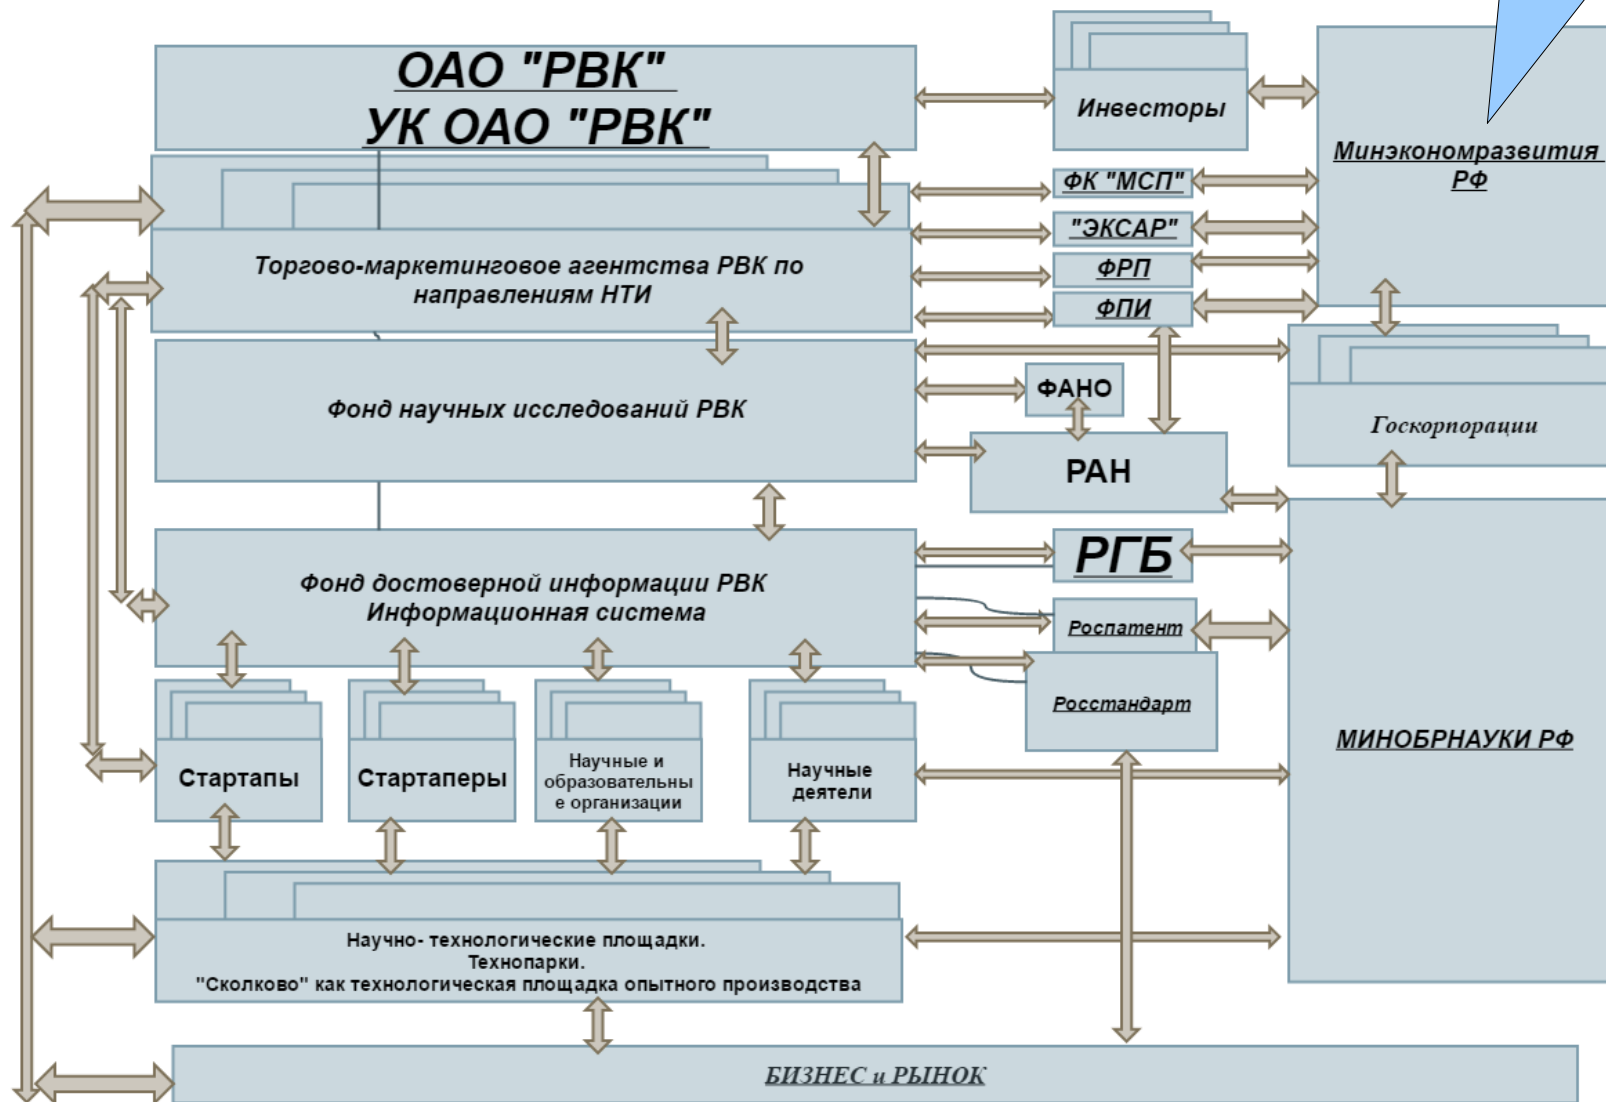 ОАО "РВК"
УК ОАО "РВК"
Инвесторы
Минэкономразвития
РФ
ФК "МСП"
"ЭКСАР"
ФРП
ФПИ
Торгово-маркетинговое агентства РВК по
направлениям НТИ
Фонд научных исследований РВК
ФАНО
РАН
Госкорпорации
Фонд достоверной информации РВК
Информационная система
РГБ
Роспатент
Росстандарт
МИНОБРНАУКИ РФ
Стартапы
Стартаперы
Научные и
образовательны
е организации
Научные
деятели
Научно- технологические площадки.
Технопарки.
"Сколково" как технологическая площадка опытного производства
БИЗНЕС и РЫНОК